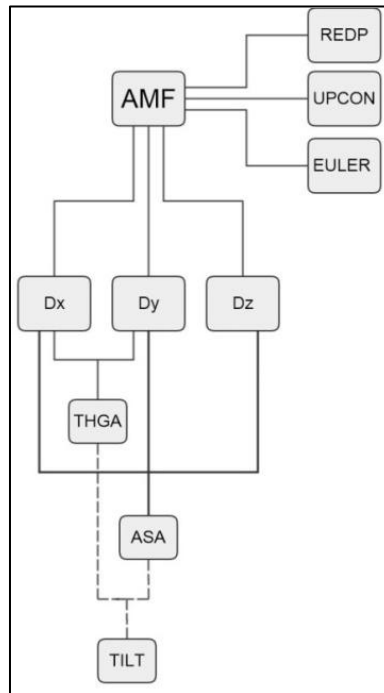 REDP
AMF
UPCON
EULER
Dx
Dy
Dz
THGA
ASA
TILT